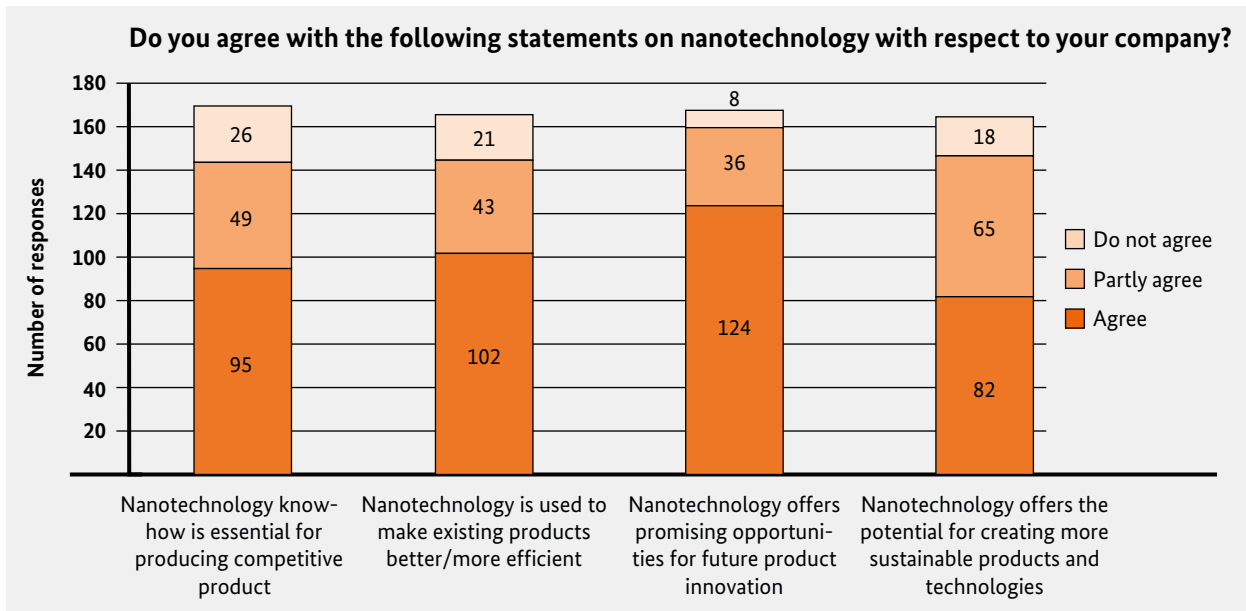 Do you agree with the following statements on nanotechnology with respect to your company?
Number of responses
180
160
140
120
100
80
60
40
20
26
49
95
21
43
102
8
36
124
18
65
82
Do not agree
Partly agree
Agree
Nanotechnology know-
how is essential for
producing competitive
product
Nanotechnology is used to
make existing products
better/more efficient
Nanotechnology offers
promising opportuni-
ties for future product
innovation
Nanotechnology offers the
potential for creating more
sustainable products and
technologies